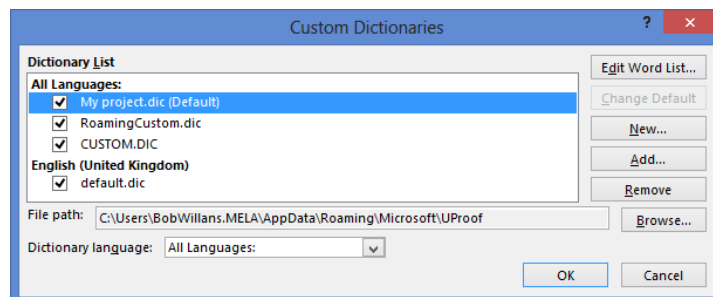 Custom Dictionaries ? ×
Dictionary List
All Languages:
My project.dic (Default)
RoamingCustom.dic
CUSTOM.DIC
English (United Kingdom)
default.dic
Edit Word List...
Change Default
New...
Add...
Remove
File path: C:\Users\BobWillans.MELA\AppData\Roaming\Microsoft\UProof Browse...
Dictionary language: All Languages:
OK Cancel